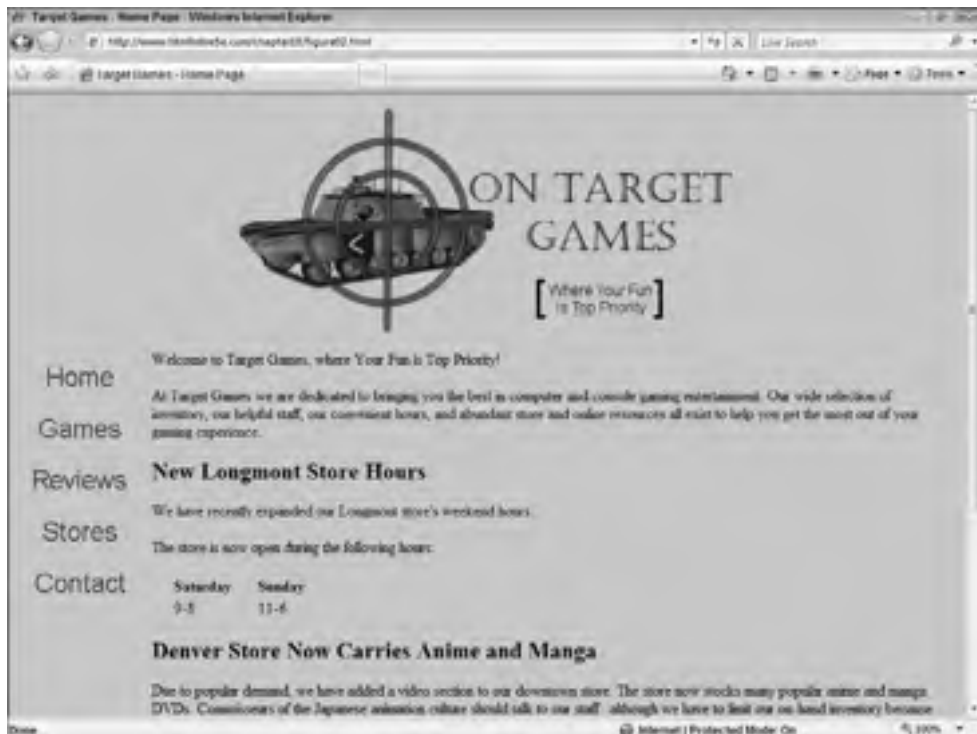 Target Games - Home Page - Windows Internet Explorer
Live Search
Target Games - Home Page
Page
Tools
ON TARGET
GAMES
Where Your Fun
is Top Priority
Home
Games
Reviews
Stores
Contact
Welcome to Target Games, where Your Fun is Top Priority!
At Target Games we are dedicated to bringing you the best in computer and console gaming entertainment. Our wide selection of
inventory, our helpful staff, our convenient hours, and abundant store and online resources all exist to help you get the most out of your
gaming experience.
New Longmont Store Hours
We have recently expanded our Longmont store's weekend hours.
The store is now open during the following hours:
Saturday Sunday
9-8 11-6
Denver Store Now Carries Anime and Manga
Due to popular demand, we have added a video section to our downtown store. The store now stocks many popular anime and manga
DVDs. Connoisseurs of the Japanese animation culture should talk to our staff - although we have to limit our on-hand inventory because
Done
Internet | Protected Mode: On
100%